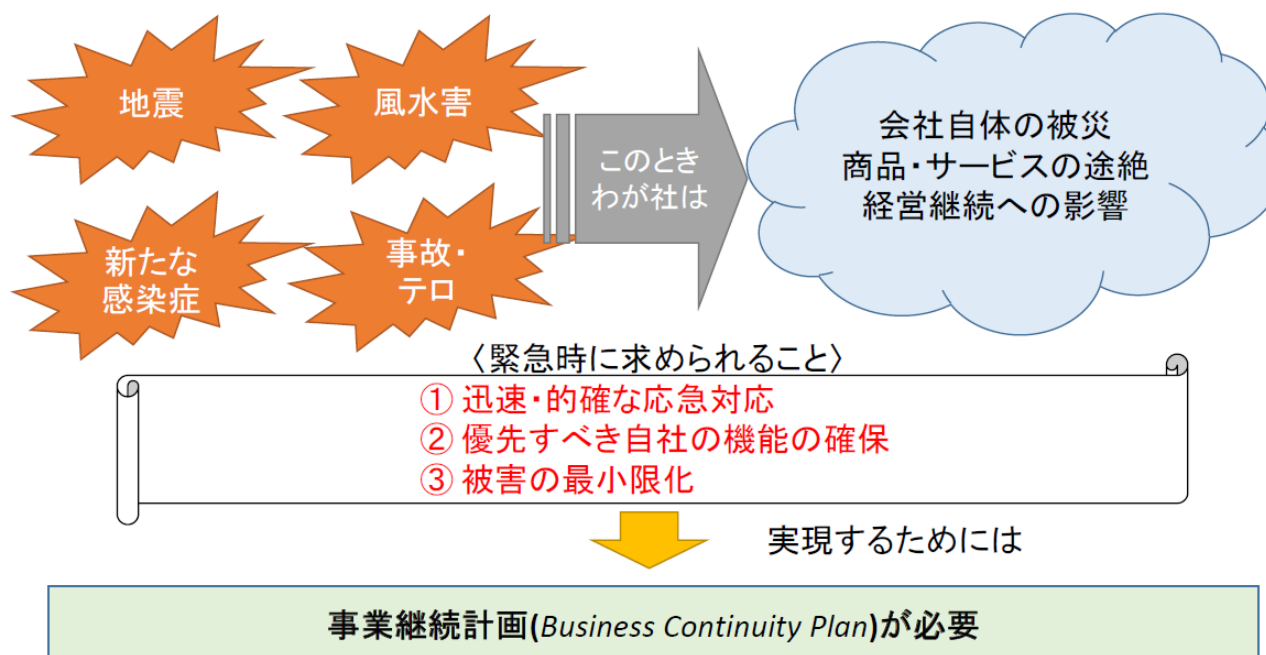 地震
風水害
新たな
感染症
事故・
テロ
このとき
わが社は
会社自体の被災
商品・サービスの途絶
経営継続への影響
〈緊急時に求められること〉
① 迅速・的確な応急対応
② 優先すべき自社の機能の確保
③ 被害の最小限化
実現するためには
事業継続計画(Business Continuity Plan)が必要